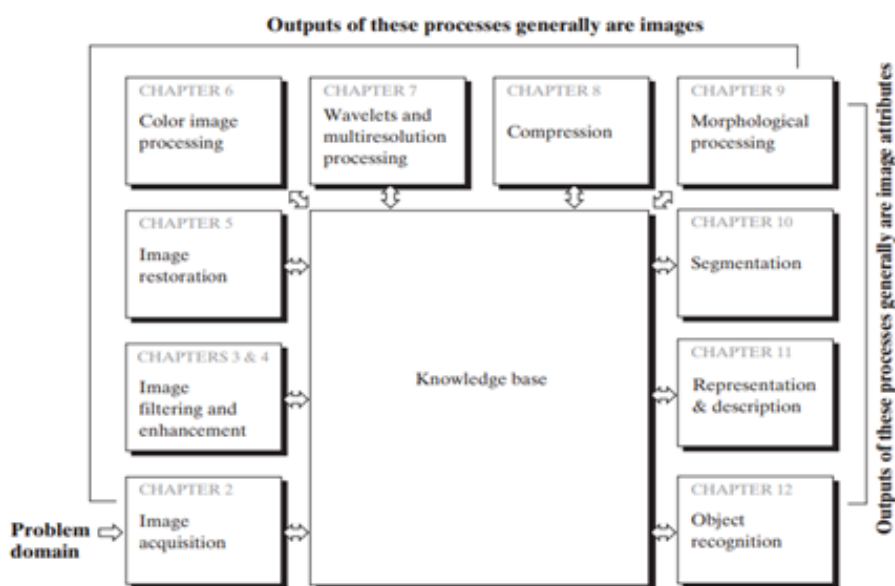 Outputs of these processes generally are images
CHAPTER 6
Color image
processing
CHAPTER 7
Wavelets and
multiresolution
processing
CHAPTER 8
Compression
CHAPTER 9
Morphological
processing
CHAPTER 5
Image
restoration
CHAPTER 10
Segmentation
CHAPTERS 3 & 4
Image
filtering and
enhancement
Knowledge base
CHAPTER 11
Representation
& description
Problem
domain
CHAPTER 2
Image
acquisition
CHAPTER 12
Object
recognition
Outputs of these processes generally are image attributes